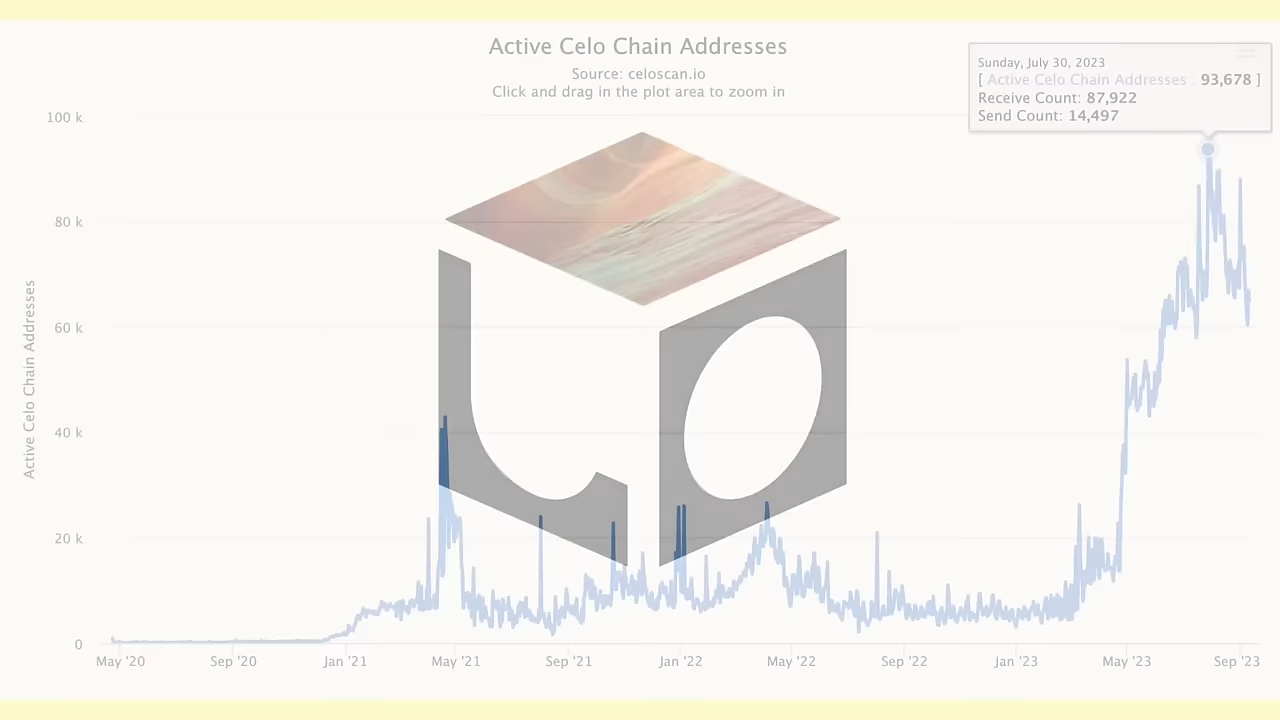 Active Celo Chain Addresses
Source: celoscan.io
Click and drag in the plot area to zoom in
Sunday, July 30, 2023
[ Active Celo Chain Addresses : 93,678 ]
Receive Count: 87,922
Send Count: 14,497
Active Celo Chain Addresses
100 k
80 k
60 k
40 k
20 k
0
May '20
Sep '20
Jan '21
May '21
Sep '21
Jan '22
May '22
Sep '22
Jan '23
May '23
Sep '23